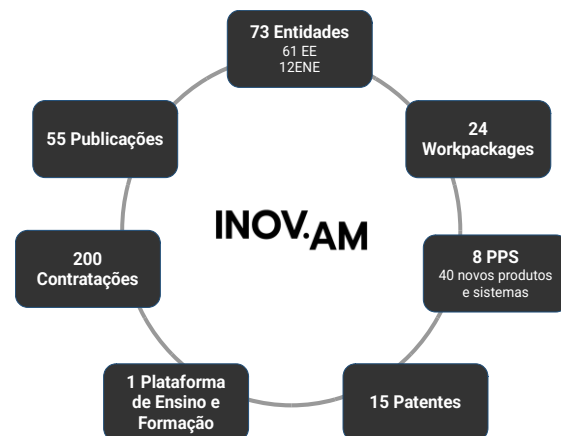 73 Entidades
61 EE
12ENE
55 Publicações
24
Workpackages
INOV.AM
200
Contratações
8 PPS
40 novos produtos
e sistemas
1 Plataforma
de Ensino e
Formação
15 Patentes